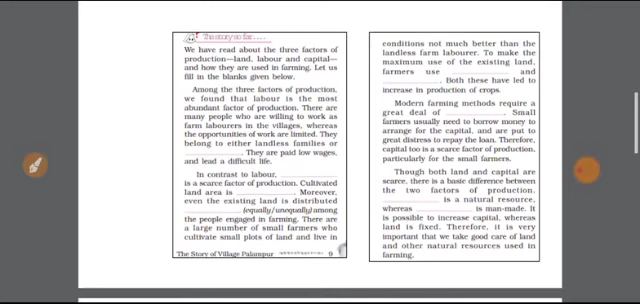 The story so far....
We have read about the three factors of
production—land, labour and capital—
and how they are used in farming. Let us
fill in the blanks given below.
Among the three factors of production,
we found that labour is the most
abundant factor of production. There are
many people who are willing to work as
farm labourers in the villages, whereas
the opportunities of work are limited. They
belong to either landless families or
____________. They are paid low wages,
and lead a difficult life.
In contrast to labour, ____________
is a scarce factor of production. Cultivated
land area is ____________. Moreover,
even the existing land is distributed
____________ (equally/unequally) among
the people engaged in farming. There are
a large number of small farmers who
cultivate small plots of land and live in
The Story of Village Palampur
9
conditions not much better than the
landless farm labourer. To make the
maximum use of the existing land,
farmers use ____________ and
____________. Both these have led to
increase in production of crops.
Modern farming methods require a
great deal of ____________. Small
farmers usually need to borrow money to
arrange for the capital, and are put to
great distress to repay the loan. Therefore,
capital too is a scarce factor of production,
particularly for the small farmers.
Though both land and capital are
scarce, there is a basic difference between
the two factors of production.
____________ is a natural resource,
whereas ____________ is man-made. It
is possible to increase capital, whereas
land is fixed. Therefore, it is very
important that we take good care of land
and other natural resources used in
farming.